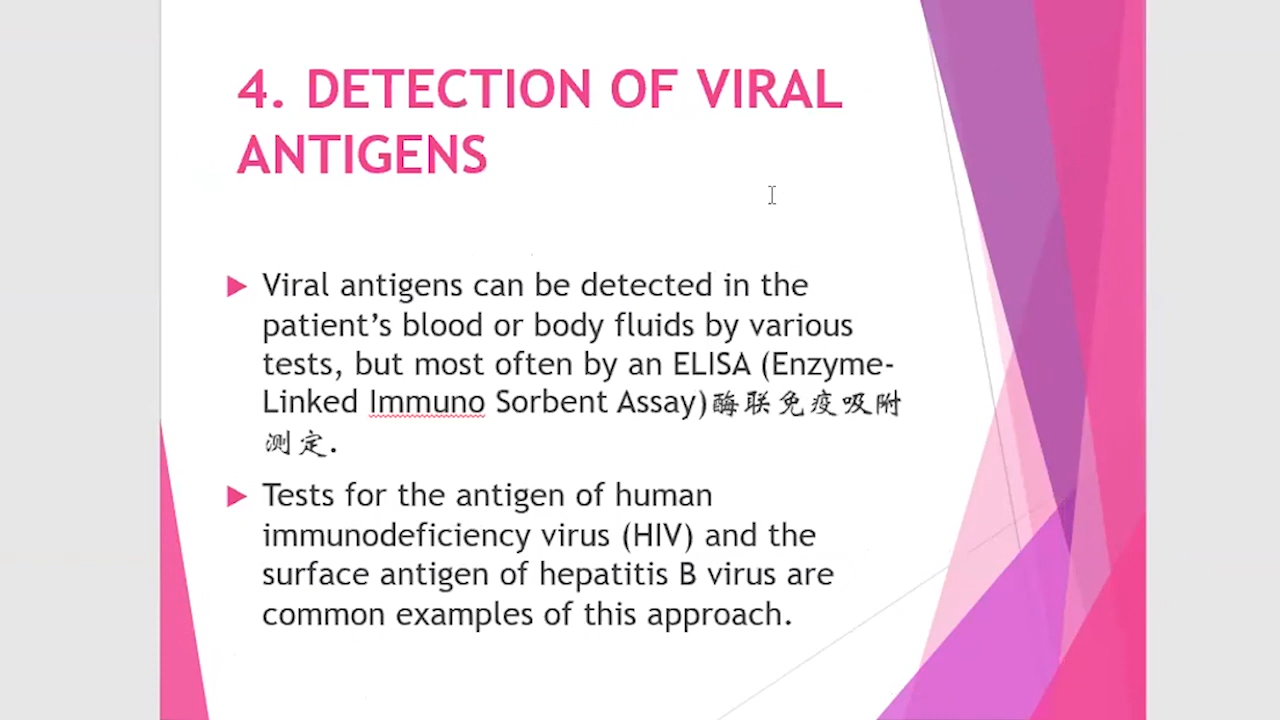 4. DETECTION OF VIRAL
ANTIGENS
Viral antigens can be detected in the
patient’s blood or body fluids by various
tests, but most often by an ELISA (Enzyme-
Linked Immuno Sorbent Assay)酶联免疫吸附
测定.
Tests for the antigen of human
immunodeficiency virus (HIV) and the
surface antigen of hepatitis B virus are
common examples of this approach.